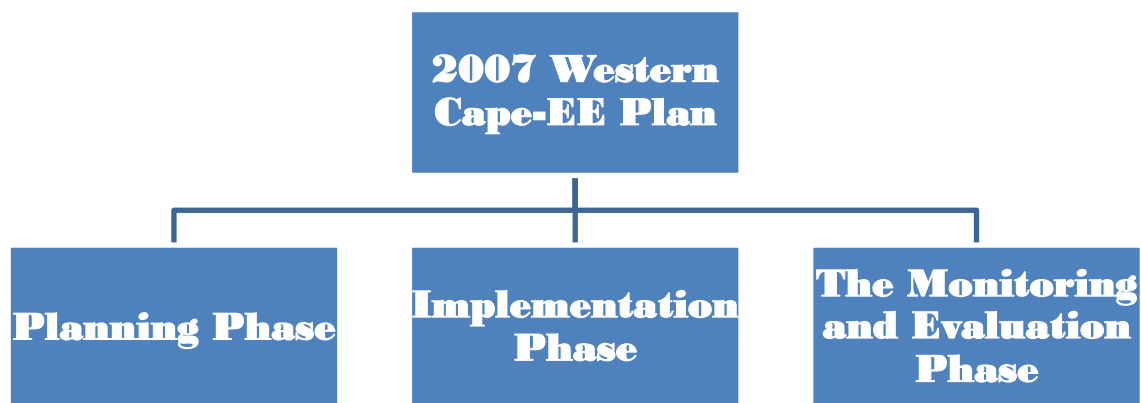 2007 Western
Cape-EE Plan
Planning Phase
Implementation
Phase
The Monitoring
and Evaluation
Phase